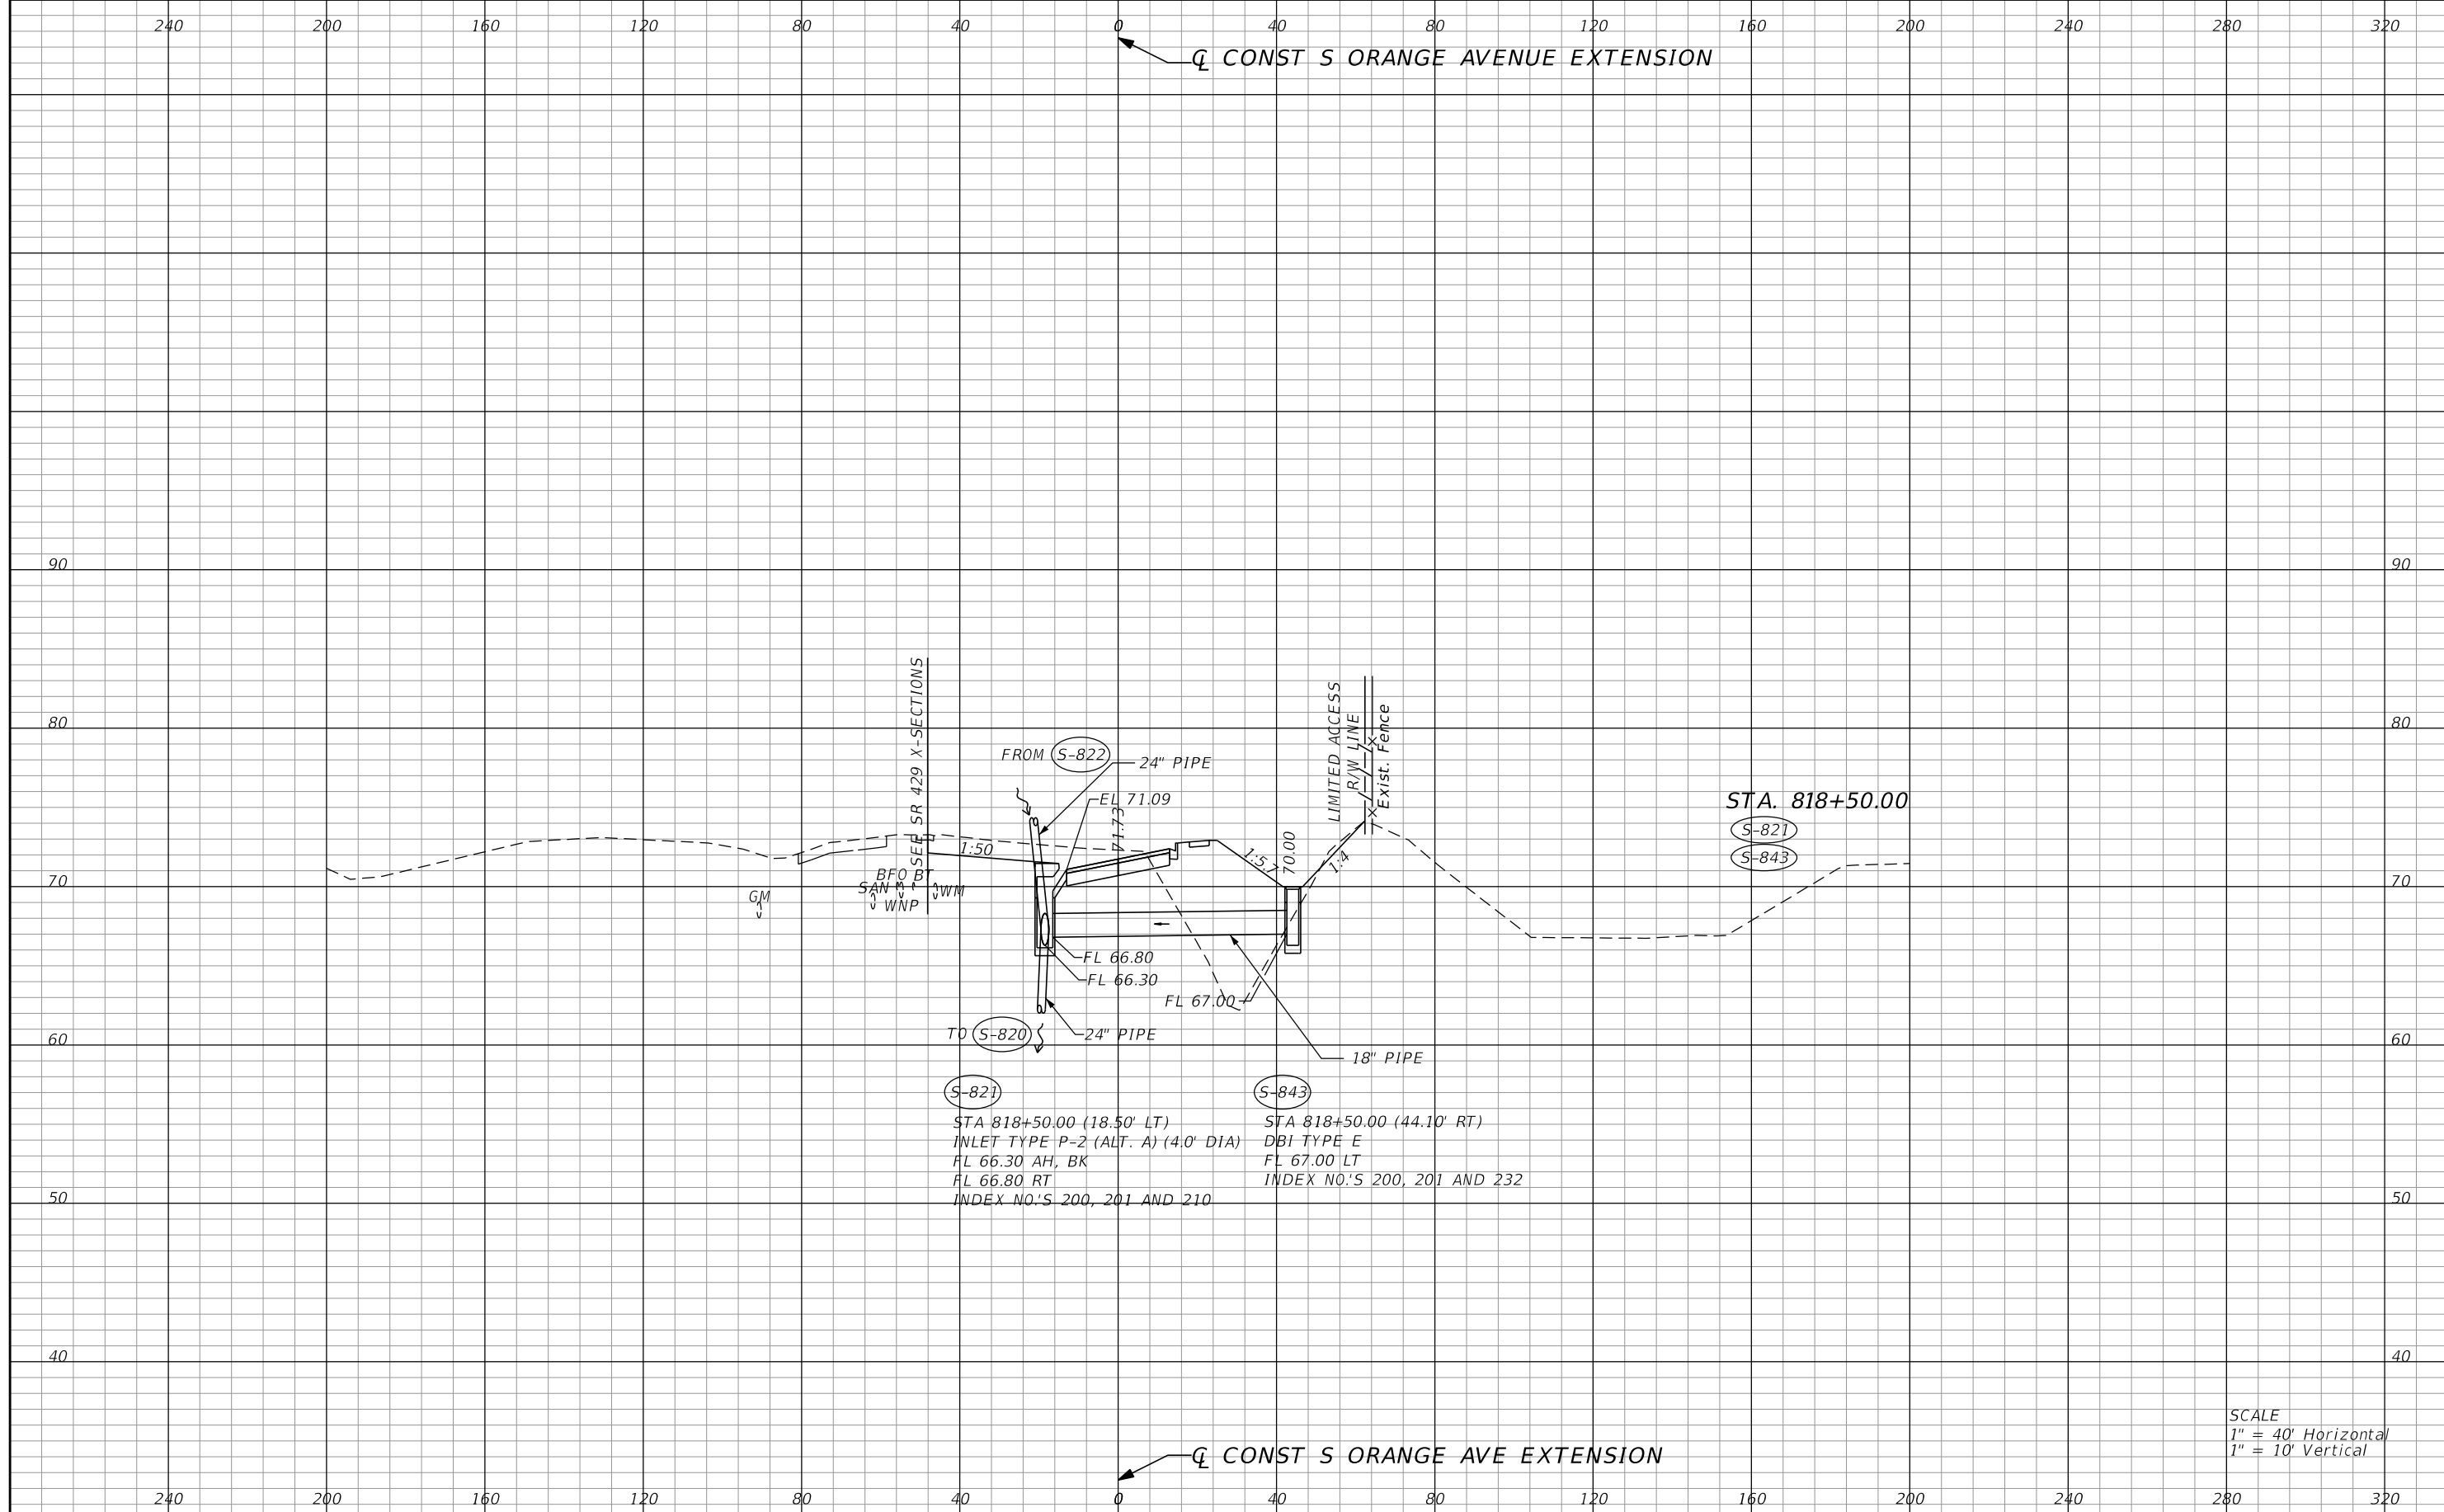 240 200 160 120 80 40 0 40 80 120 160 200 240 280 320
℄ CONST S ORANGE AVENUE EXTENSION
90 90
80 80
SEE SR 429 X-SECTIONS
LIMITED ACCESS
R/W LINE
Exist. Fence
FROM S-822
24" PIPE
EL 71.09
71.73
STA. 818+50.00
S-821
S-843
1:50
1:5.7
70.00
1:4
70 70
BFO BT
SAN WM
WNP
GM
FL 66.80
FL 66.30
FL 67.00
TO S-820
24" PIPE
60 60
18" PIPE
S-821
STA 818+50.00 (18.50' LT)
INLET TYPE P-2 (ALT. A) (4.0' DIA)
FL 66.30 AH, BK
FL 66.80 RT
INDEX NO.'S 200, 201 AND 210
S-843
STA 818+50.00 (44.10' RT)
DBI TYPE E
FL 67.00 LT
INDEX NO.'S 200, 201 AND 232
50 50
40 40
SCALE
1" = 40' Horizontal
1" = 10' Vertical
℄ CONST S ORANGE AVE EXTENSION
240 200 160 120 80 40 0 40 80 120 160 200 240 280 320